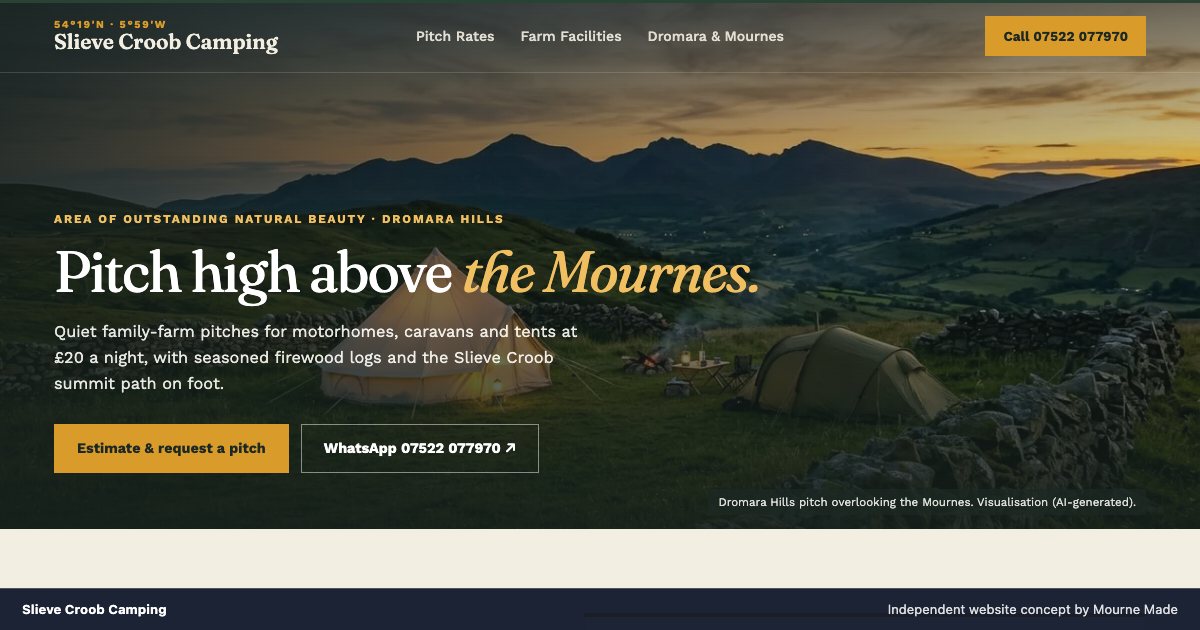 54°19'N · 5°59'W
Slieve Croob Camping
Pitch Rates
Farm Facilities
Dromara & Mournes
Call 07522 077970
AREA OF OUTSTANDING NATURAL BEAUTY · DROMARA HILLS
Pitch high above the Mournes.
Quiet family-farm pitches for motorhomes, caravans and tents at
£20 a night, with seasoned firewood logs and the Slieve Croob
summit path on foot.
Estimate & request a pitch
WhatsApp 07522 077970 ↗
Dromara Hills pitch overlooking the Mournes. Visualisation (AI-generated).
Slieve Croob Camping
Independent website concept by Mourne Made